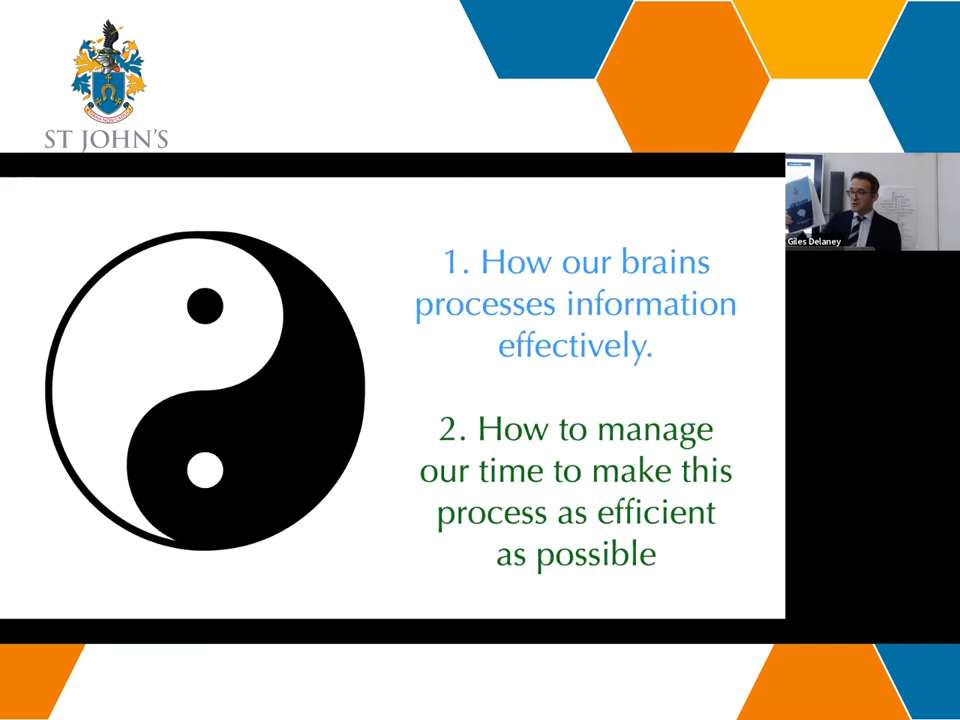 ST JOHN'S
Giles Delaney
1. How our brains
processes information
effectively.
2. How to manage
our time to make this
process as efficient
as possible